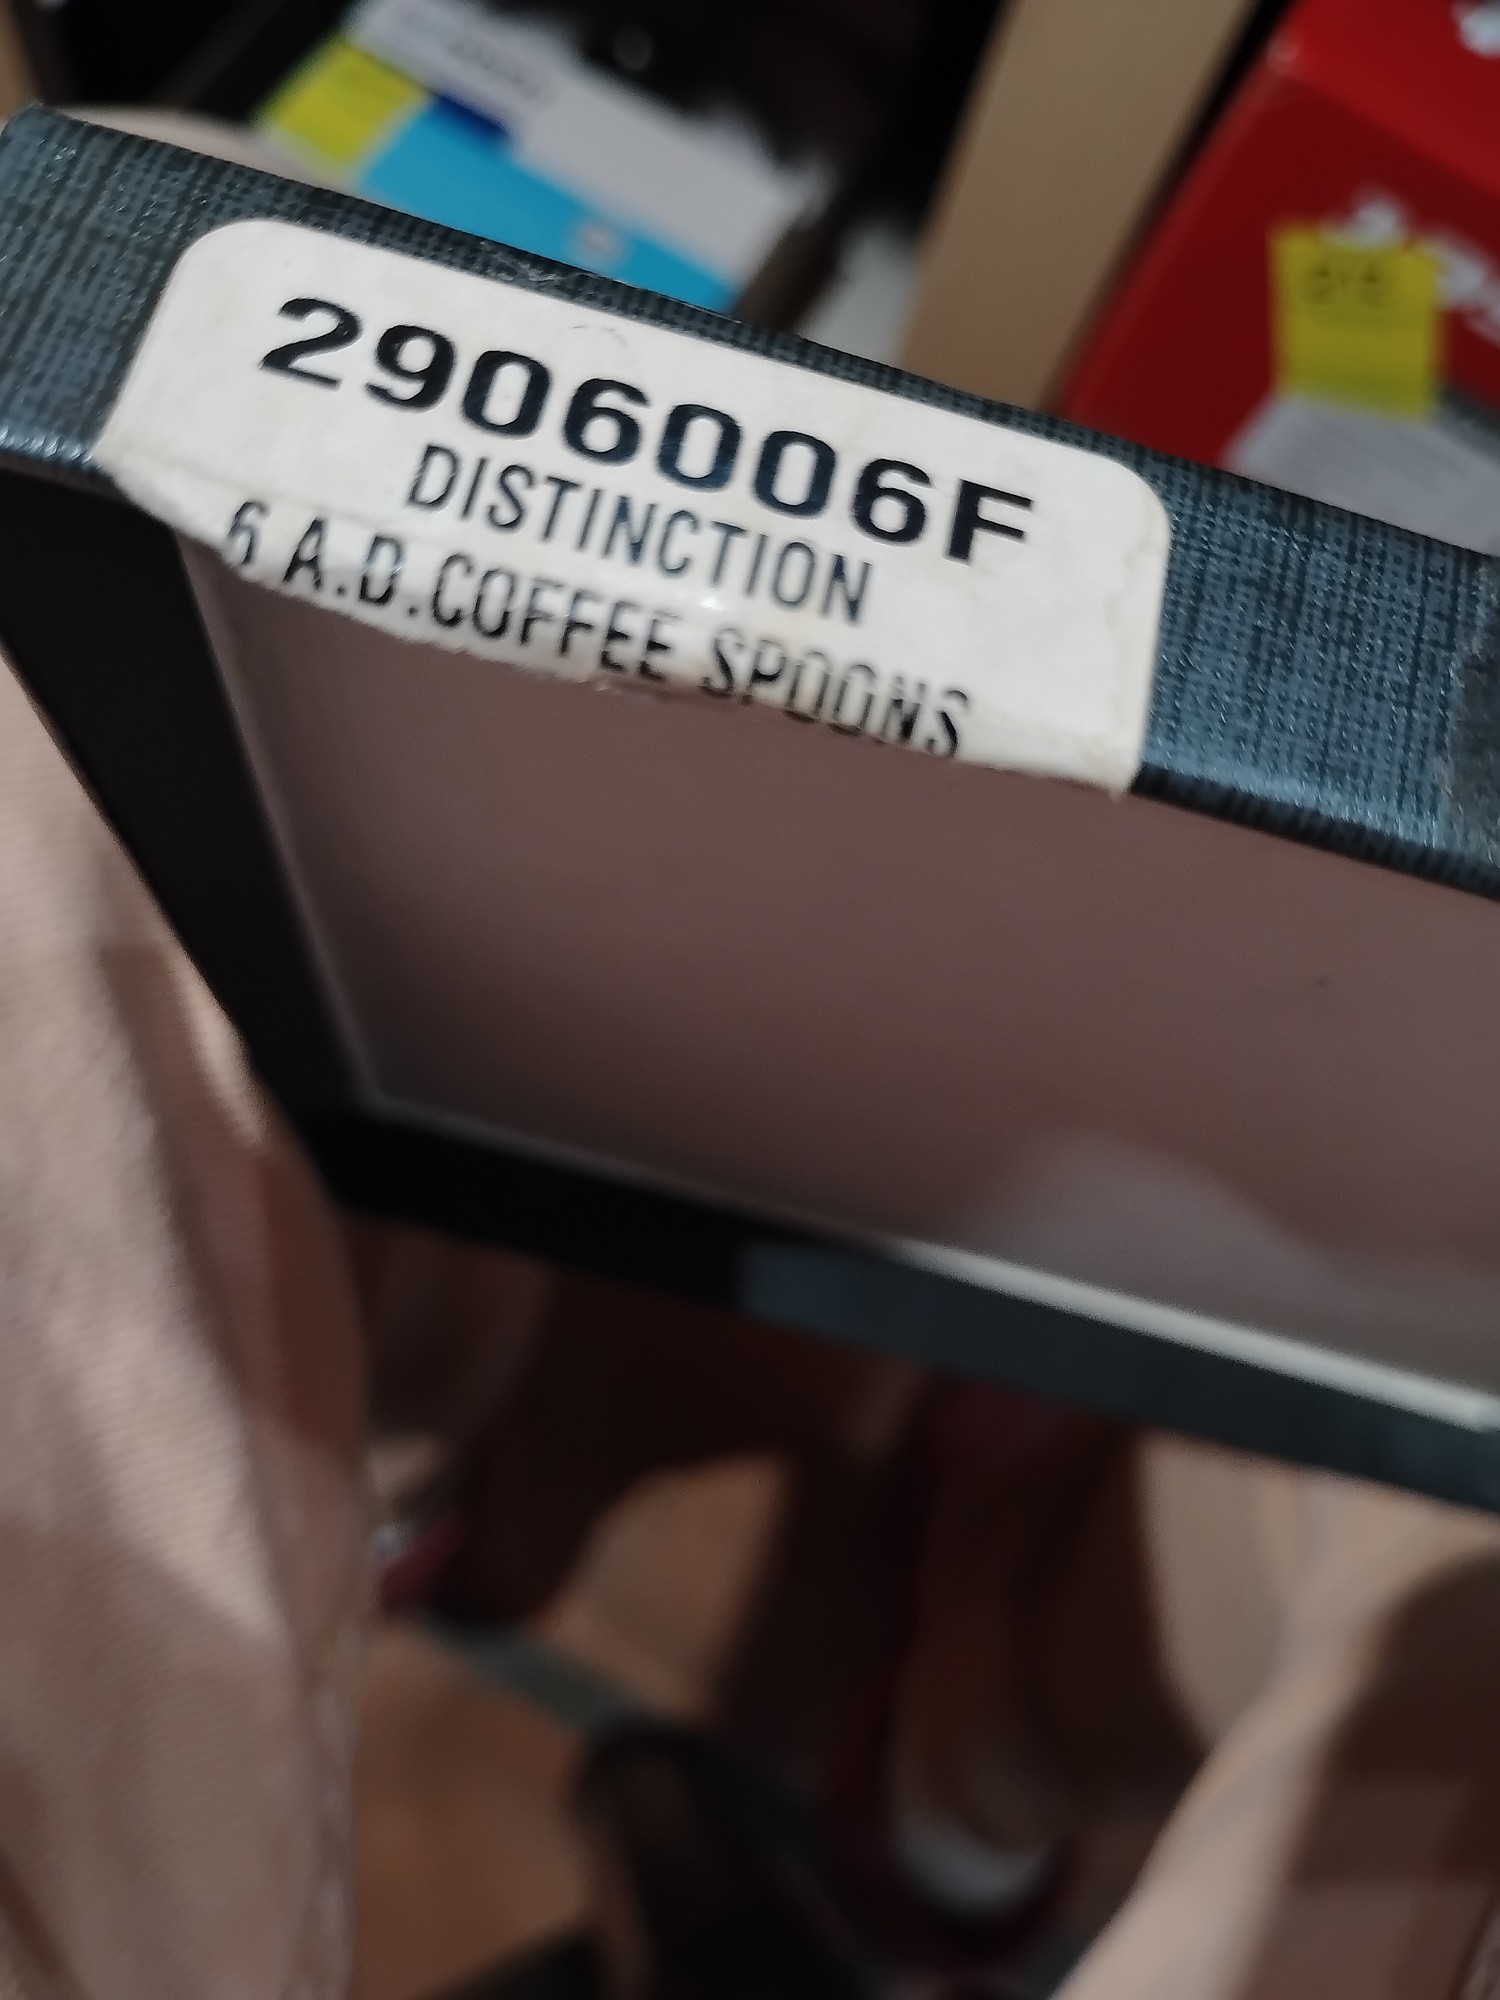 2906006F
DISTINCTION
6 A.D.COFFEE SPOONS